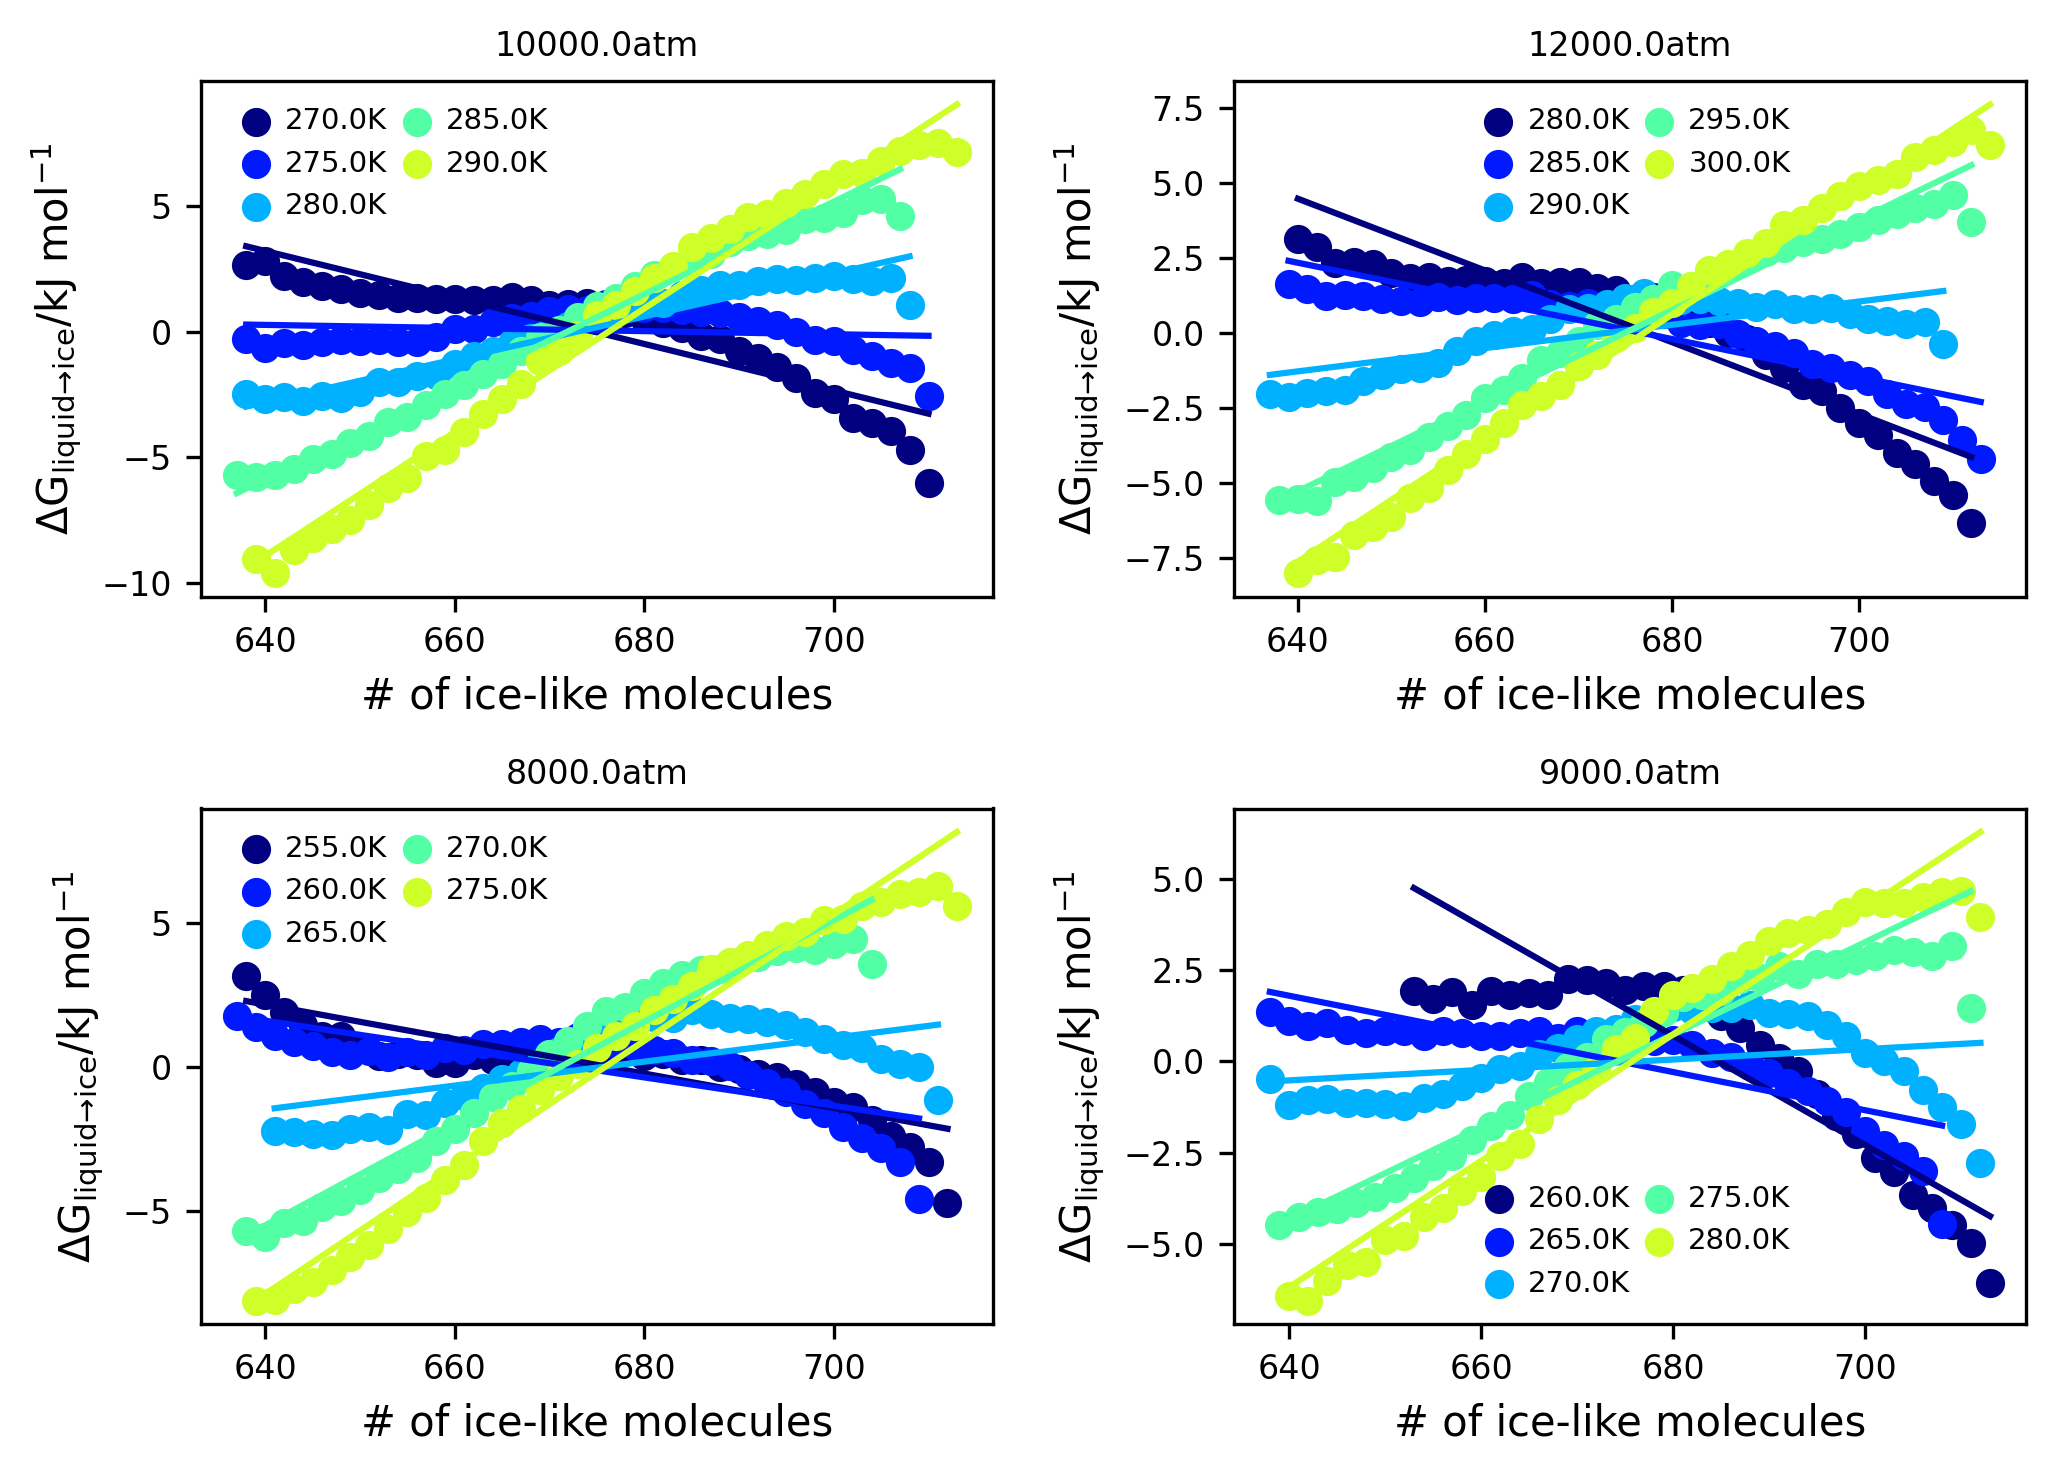 10000.0atm
270.0K 285.0K
275.0K 290.0K
280.0K
5
0
−5
−10
ΔG_liquid→ice/kJ mol⁻¹
640 660 680 700
# of ice-like molecules
12000.0atm
280.0K 295.0K
285.0K 300.0K
290.0K
7.5
5.0
2.5
0.0
−2.5
−5.0
−7.5
ΔG_liquid→ice/kJ mol⁻¹
640 660 680 700
# of ice-like molecules
8000.0atm
255.0K 270.0K
260.0K 275.0K
265.0K
5
0
−5
ΔG_liquid→ice/kJ mol⁻¹
640 660 680 700
# of ice-like molecules
9000.0atm
5.0
2.5
0.0
−2.5
−5.0
ΔG_liquid→ice/kJ mol⁻¹
260.0K 275.0K
265.0K 280.0K
270.0K
640 660 680 700
# of ice-like molecules